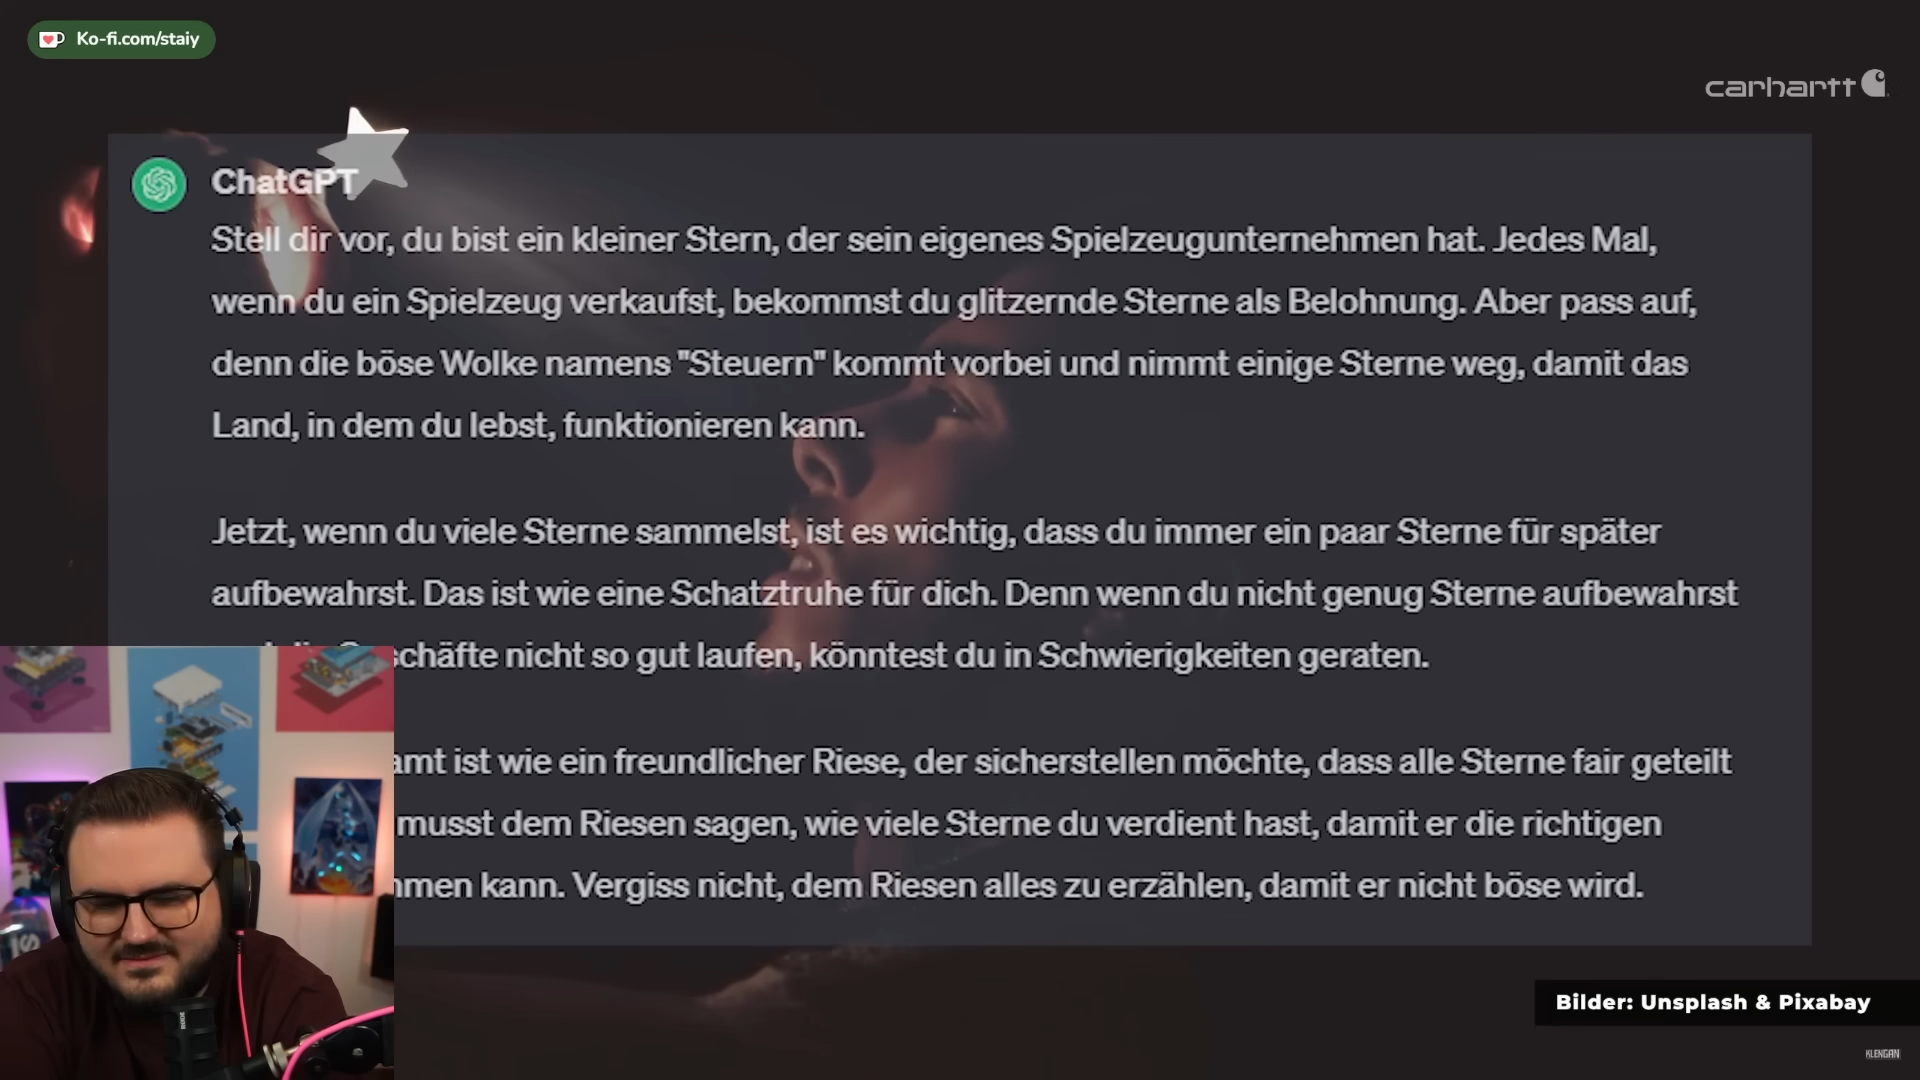 Ko-fi.com/staiy
carhartt
ChatGPT
Stell dir vor, du bist ein kleiner Stern, der sein eigenes Spielzeugunternehmen hat. Jedes Mal,
wenn du ein Spielzeug verkaufst, bekommst du glitzernde Sterne als Belohnung. Aber pass auf,
denn die böse Wolke namens "Steuern" kommt vorbei und nimmt einige Sterne weg, damit das
Land, in dem du lebst, funktionieren kann.
Jetzt, wenn du viele Sterne sammelst, ist es wichtig, dass du immer ein paar Sterne für später
aufbewahrst. Das ist wie eine Schatztruhe für dich. Denn wenn du nicht genug Sterne aufbewahrst
schäfte nicht so gut laufen, könntest du in Schwierigkeiten geraten.
amt ist wie ein freundlicher Riese, der sicherstellen möchte, dass alle Sterne fair geteilt
musst dem Riesen sagen, wie viele Sterne du verdient hast, damit er die richtigen
men kann. Vergiss nicht, dem Riesen alles zu erzählen, damit er nicht böse wird.
Bilder: Unsplash & Pixabay
KLENGAN